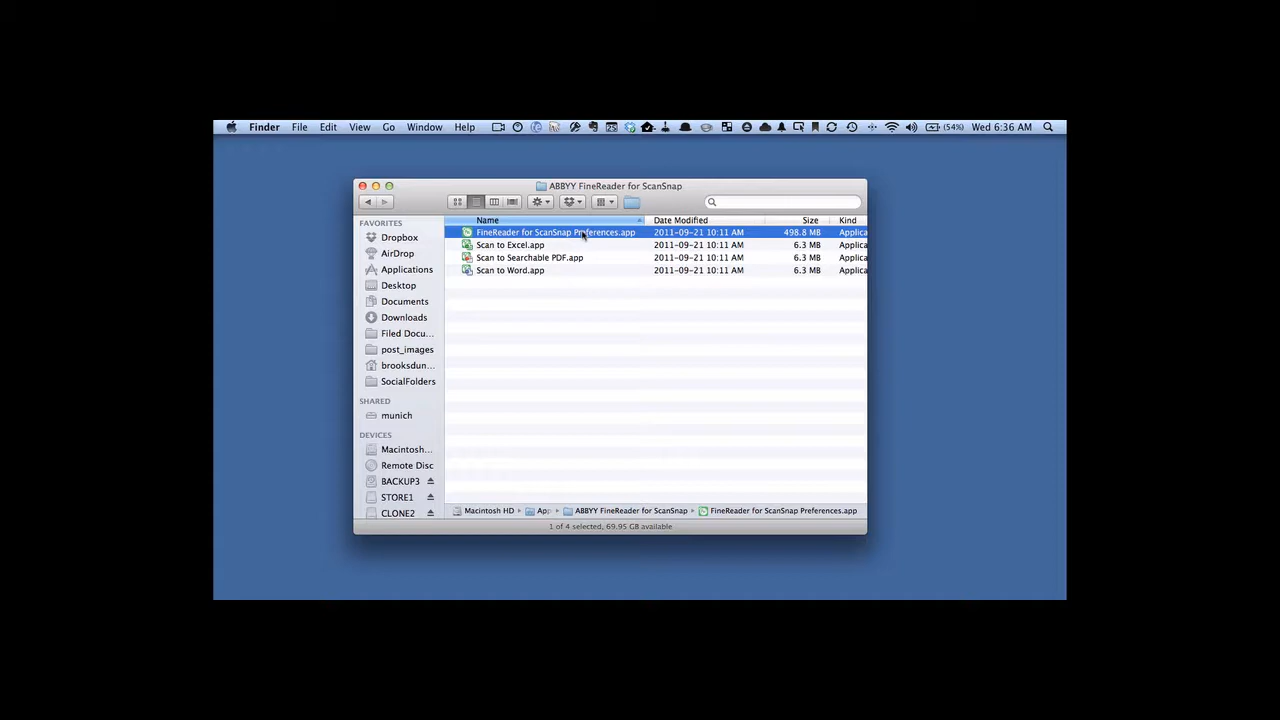 Finder File Edit View Go Window Help (54%) Wed 6:36 AM
ABBYY FineReader for ScanSnap
FAVORITES
Dropbox
AirDrop
Applications
Desktop
Documents
Downloads
Filed Docu...
post_images
brooksdun...
SocialFolders
SHARED
munich
DEVICES
Macintosh...
Remote Disc
BACKUP3
STORE1
CLONE2
Name Date Modified Size Kind
FineReader for ScanSnap Preferences.app 2011-09-21 10:11 AM 498.8 MB Applica
Scan to Excel.app 2011-09-21 10:11 AM 6.3 MB Applica
Scan to Searchable PDF.app 2011-09-21 10:11 AM 6.3 MB Applica
Scan to Word.app 2011-09-21 10:11 AM 6.3 MB Applica
Macintosh HD App ABBYY FineReader for ScanSnap FineReader for ScanSnap Preferences.app
1 of 4 selected, 69.95 GB available